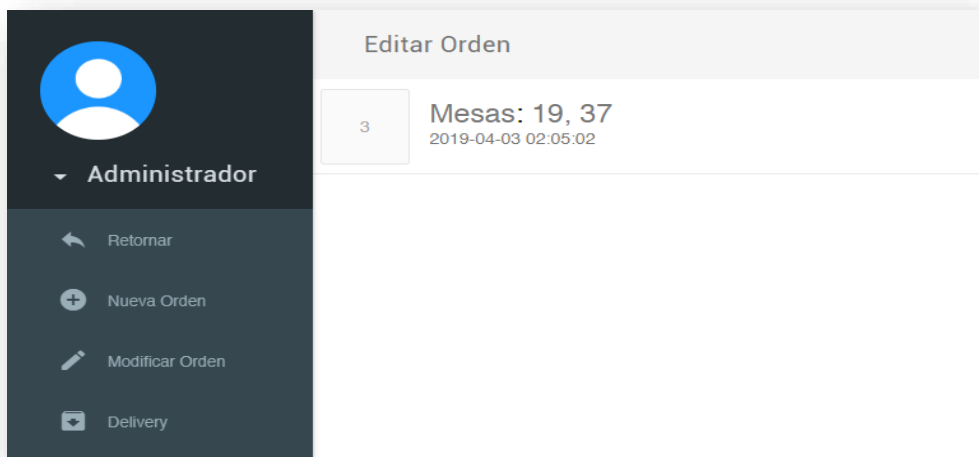 Administrador
Retornar
Nueva Orden
Modificar Orden
Delivery
Editar Orden
3
Mesas: 19, 37
2019-04-03 02:05:02